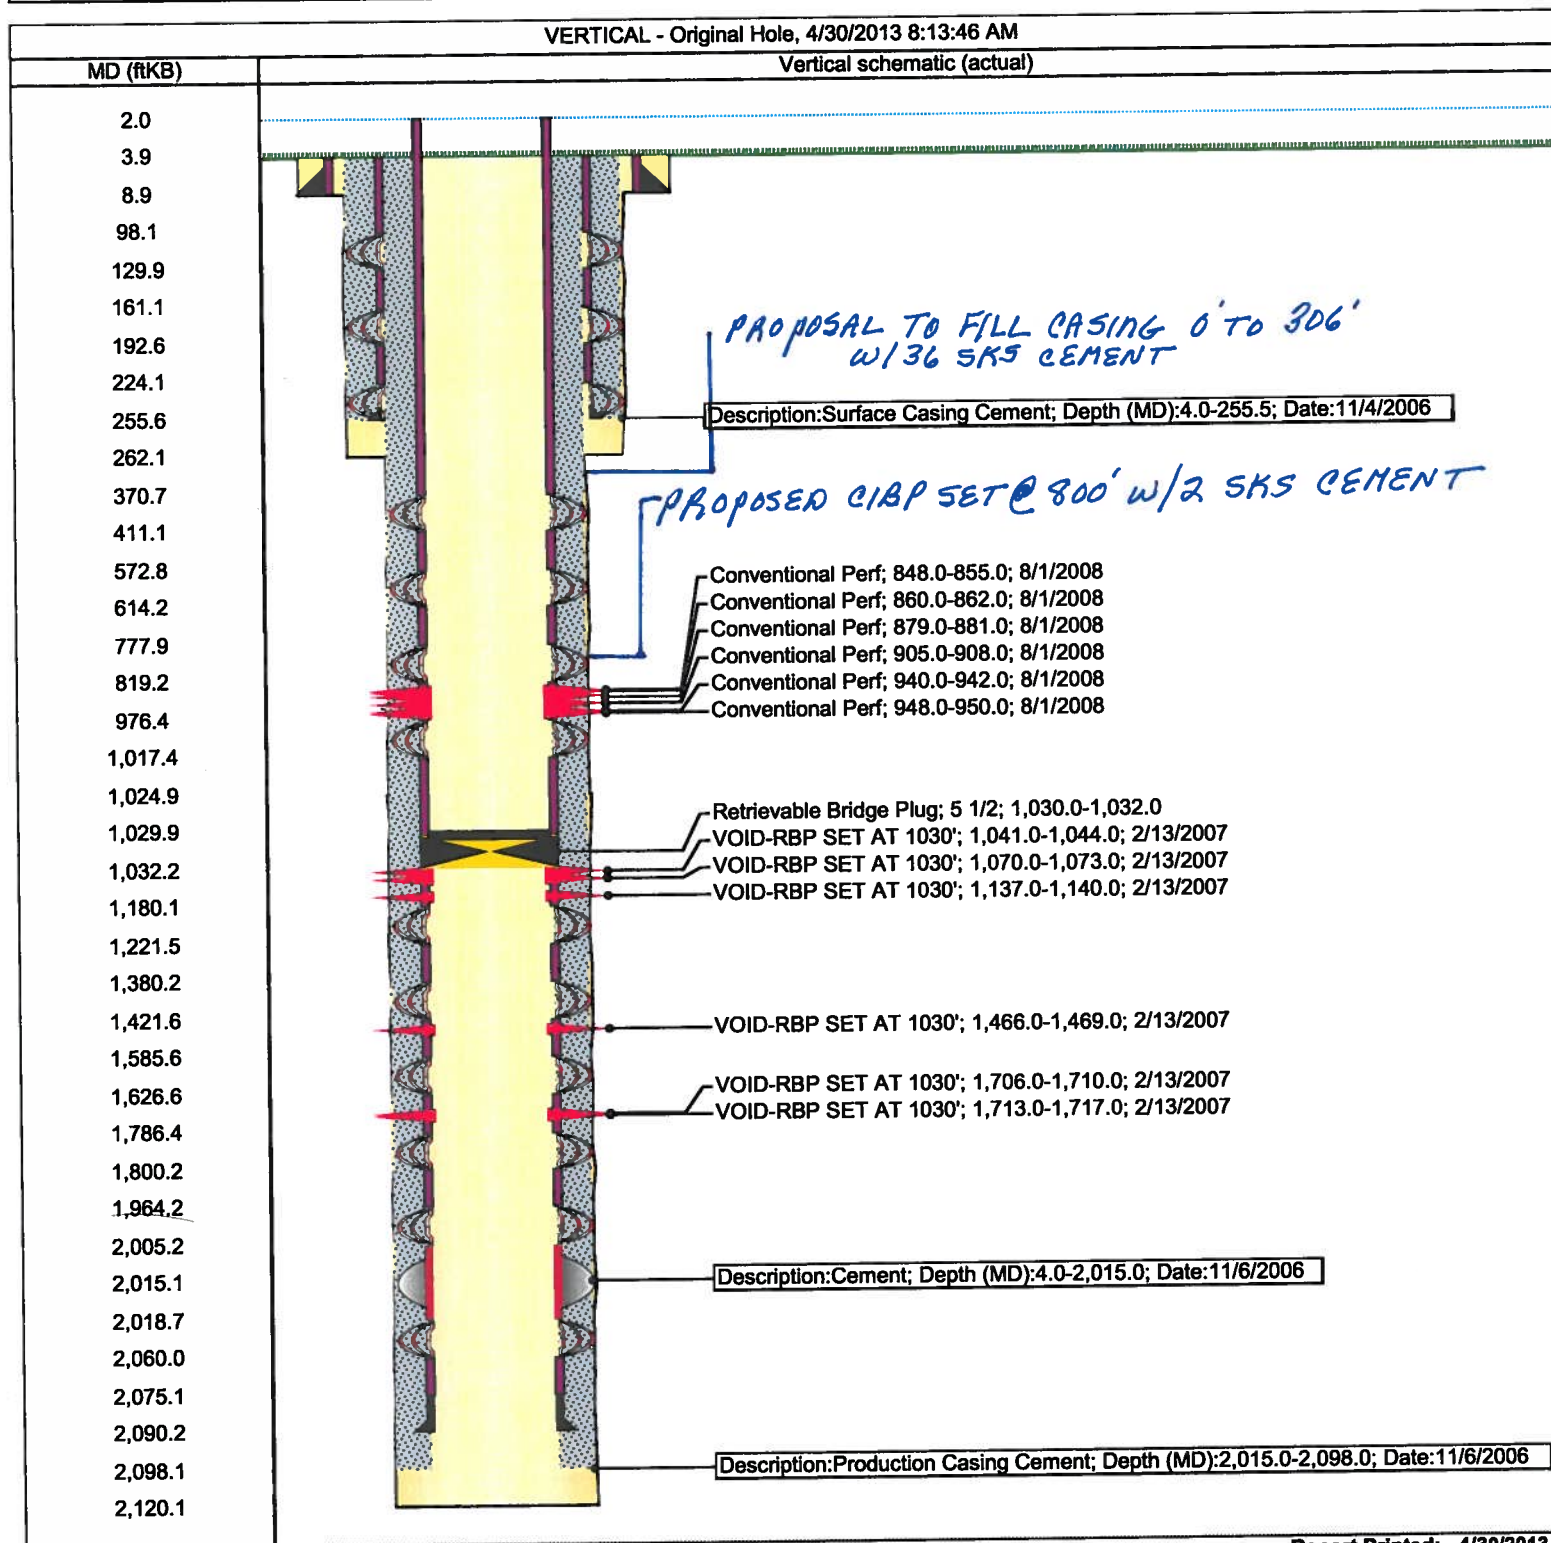 VERTICAL - Original Hole, 4/30/2013 8:13:46 AM
MD (ftKB)
Vertical schematic (actual)
2.0
3.9
8.9
98.1
129.9
161.1
192.6
224.1
255.6
262.1
370.7
411.1
572.8
614.2
777.9
819.2
976.4
1,017.4
1,024.9
1,029.9
1,032.2
1,180.1
1,221.5
1,380.2
1,421.6
1,585.6
1,626.6
1,786.4
1,800.2
1,964.2
2,005.2
2,015.1
2,018.7
2,060.0
2,075.1
2,090.2
2,098.1
2,120.1
PROPOSAL TO FILL CASING 0' TO 306'
W/36 SKS CEMENT
Description:Surface Casing Cement; Depth (MD):4.0-255.5; Date:11/4/2006
PROPOSED CIBP SET @ 800' W/2 SKS CEMENT
Conventional Perf; 848.0-855.0; 8/1/2008
Conventional Perf; 860.0-862.0; 8/1/2008
Conventional Perf; 879.0-881.0; 8/1/2008
Conventional Perf; 905.0-908.0; 8/1/2008
Conventional Perf; 940.0-942.0; 8/1/2008
Conventional Perf; 948.0-950.0; 8/1/2008
Retrievable Bridge Plug; 5 1/2; 1,030.0-1,032.0
VOID-RBP SET AT 1030'; 1,041.0-1,044.0; 2/13/2007
VOID-RBP SET AT 1030'; 1,070.0-1,073.0; 2/13/2007
VOID-RBP SET AT 1030'; 1,137.0-1,140.0; 2/13/2007
VOID-RBP SET AT 1030'; 1,466.0-1,469.0; 2/13/2007
VOID-RBP SET AT 1030'; 1,706.0-1,710.0; 2/13/2007
VOID-RBP SET AT 1030'; 1,713.0-1,717.0; 2/13/2007
Description:Cement; Depth (MD):4.0-2,015.0; Date:11/6/2006
Description:Production Casing Cement; Depth (MD):2,015.0-2,098.0; Date:11/6/2006